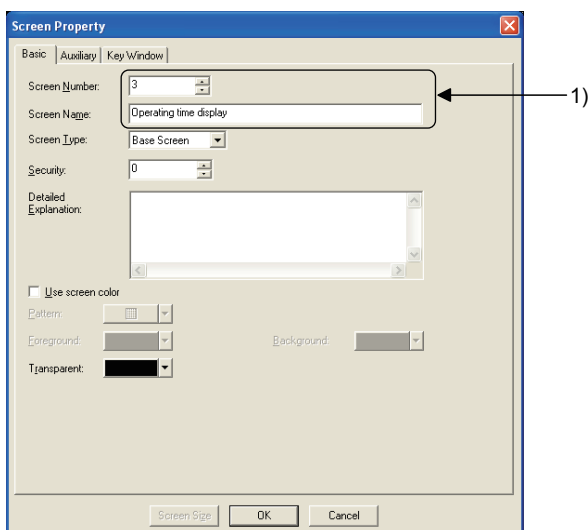 Screen Property
Basic Auxiliary Key Window
Screen Number: 3
1)
Screen Name: Operating time display
Screen Type: Base Screen
Security: 0
Detailed
Explanation:
Use screen color
Pattern:
Foreground: Background:
Transparent:
Screen Size OK Cancel